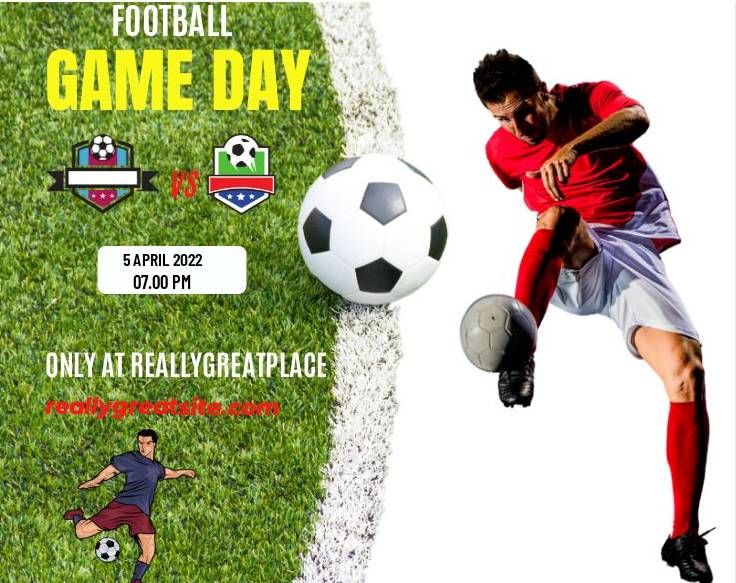 FOOTBALL
GAME DAY
VS
5 APRIL 2022
07.00 PM
ONLY AT REALLYGREATPLACE
reallygreatsite.com